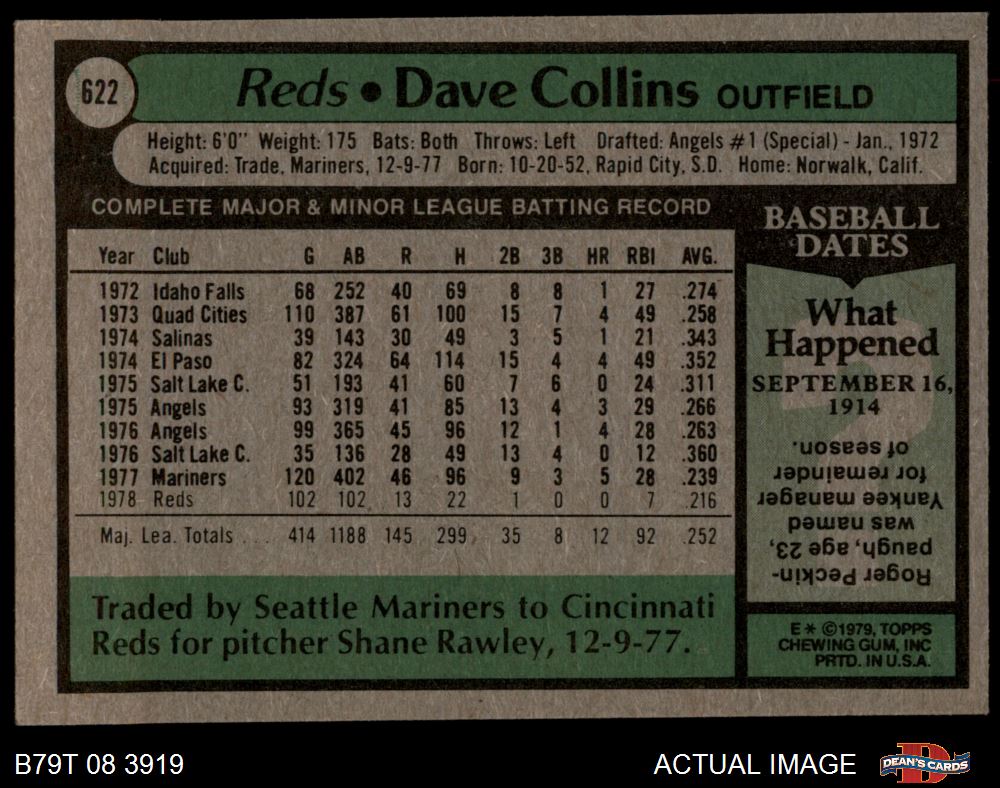 622
Reds • Dave Collins OUTFIELD
Height: 6'0" Weight: 175 Bats: Both Throws: Left Drafted: Angels #1 (Special) - Jan., 1972
Acquired: Trade, Mariners, 12-9-77 Born: 10-20-52, Rapid City, S.D. Home: Norwalk, Calif.
COMPLETE MAJOR & MINOR LEAGUE BATTING RECORD
Year Club G AB R H 2B 3B HR RBI AVG.
1972 Idaho Falls 68 252 40 69 8 8 1 27 .274
1973 Quad Cities 110 387 61 100 15 7 4 49 .258
1974 Salinas 39 143 30 49 3 5 1 21 .343
1974 El Paso 82 324 64 114 15 4 4 49 .352
1975 Salt Lake C. 51 193 41 60 7 6 0 24 .311
1975 Angels 93 319 41 85 13 4 3 29 .266
1976 Angels 99 365 45 96 12 1 4 28 .263
1976 Salt Lake C. 35 136 28 49 13 4 0 12 .360
1977 Mariners 120 402 46 96 9 3 5 28 .239
1978 Reds 102 102 13 22 1 0 0 7 .216
Maj. Lea. Totals . . . 414 1188 145 299 35 8 12 92 .252
Traded by Seattle Mariners to Cincinnati
Reds for pitcher Shane Rawley, 12-9-77.
BASEBALL
DATES
What
Happened
SEPTEMBER 16,
1914
Roger Peckin-
paugh, age 23,
was named
Yankee manager
for remainder
of season.
E* ©1979, TOPPS
CHEWING GUM, INC
PRTD. IN U.S.A.
B79T 08 3919
ACTUAL IMAGE
DEAN'S CARDS